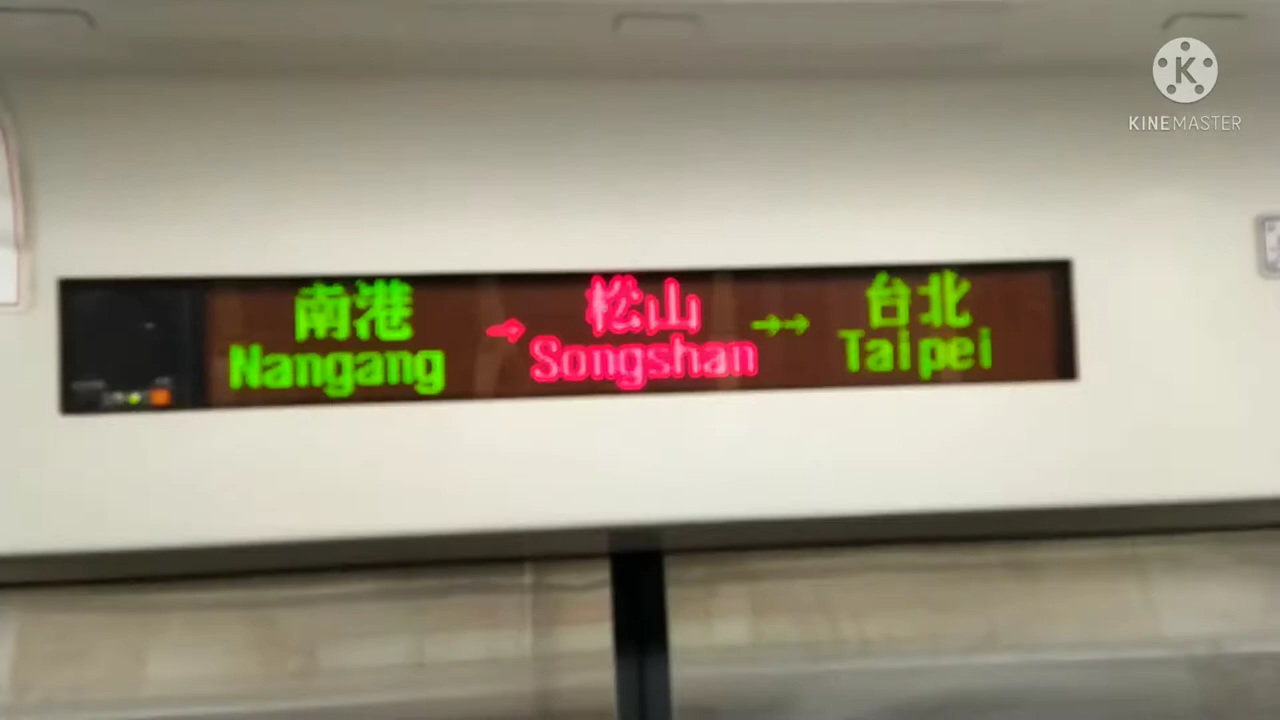 南港
Nangang
→
松山
Songshan
→→
台北
Taipei
K
KINEMASTER